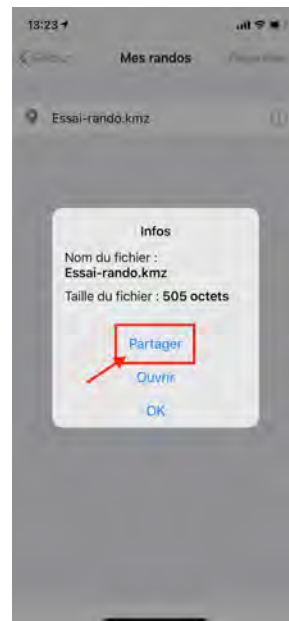 13:23
Mes randos
Essai-rando.kmz
Infos
Nom du fichier :
Essai-rando.kmz
Taille du fichier : 505 octets
Partager
Ouvrir
OK